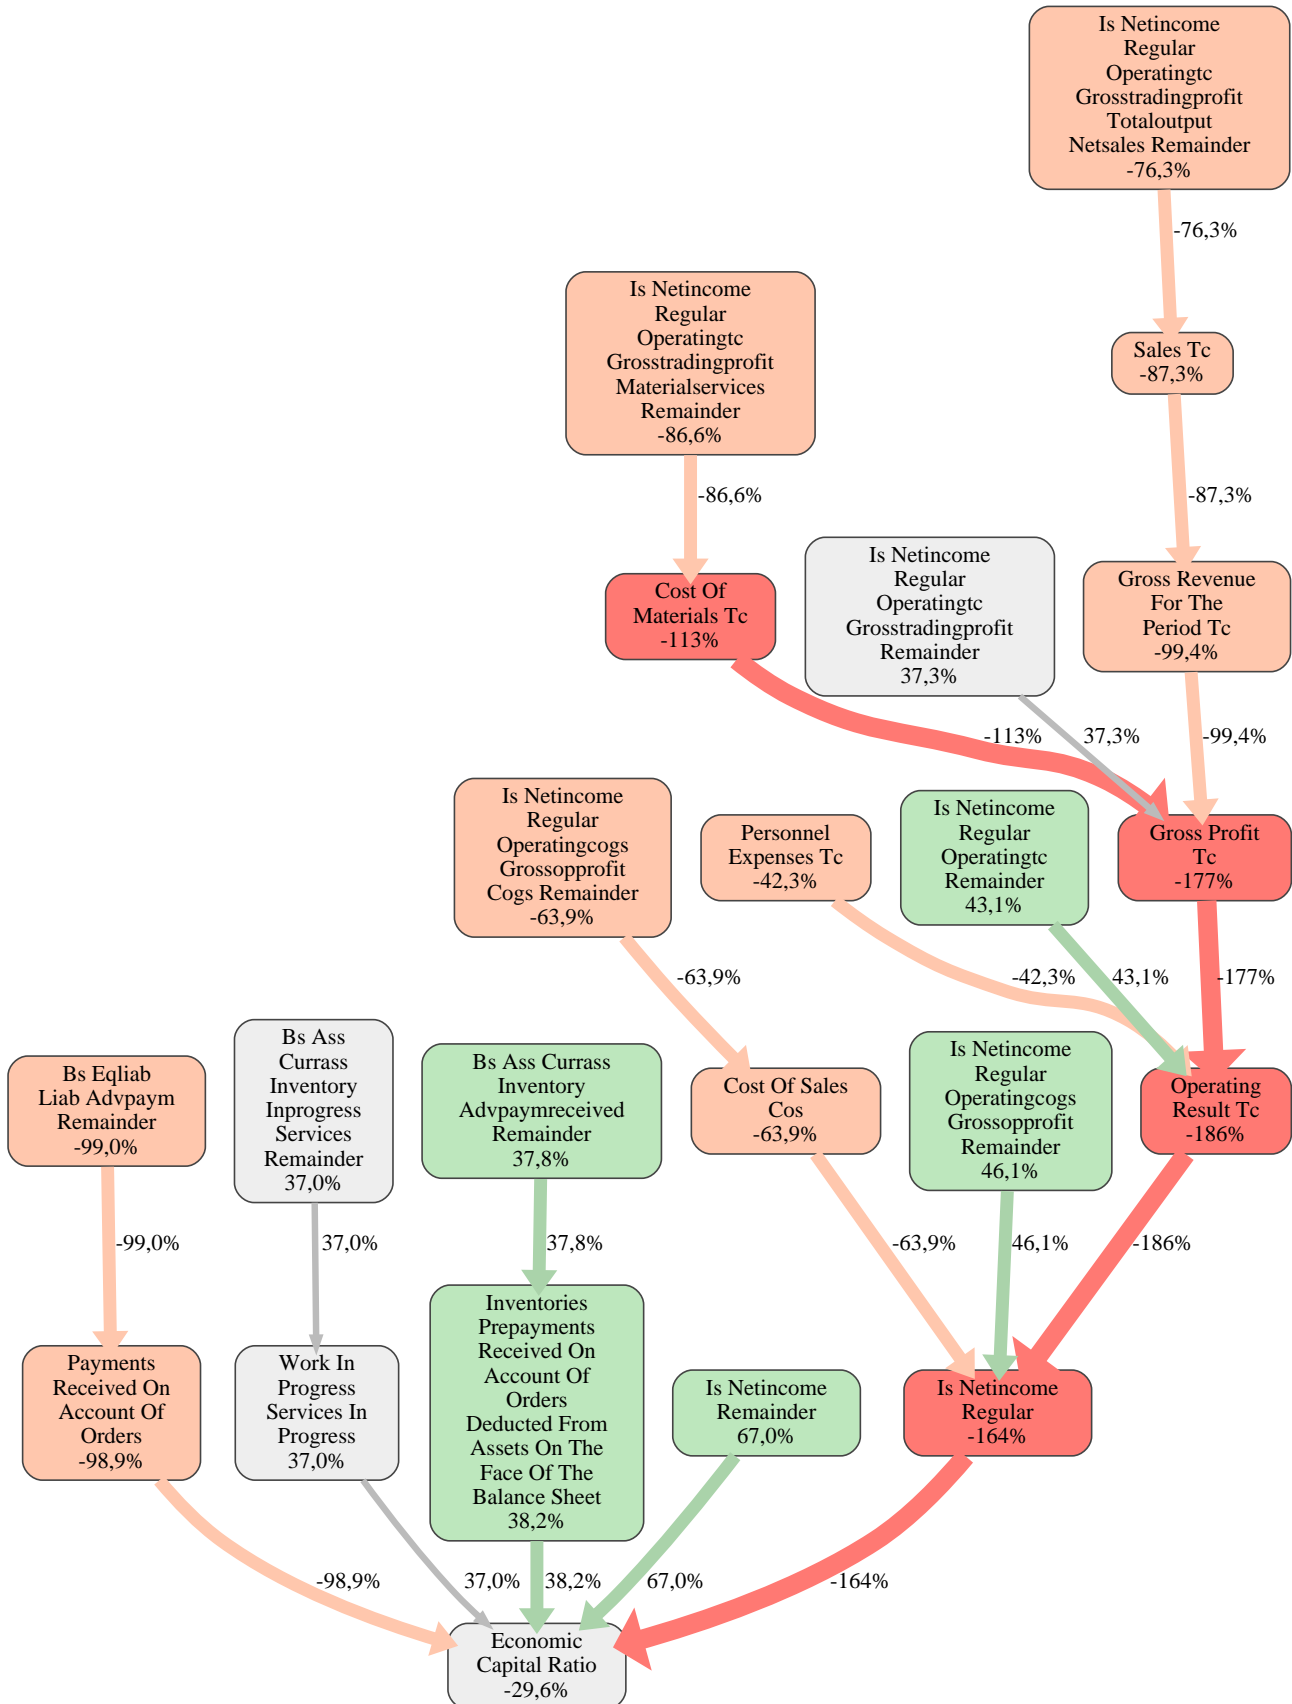 Is Netincome
Regular
Operatingtc
Grosstradingprofit
Totaloutput
Netsales Remainder
-76,3%
-76,3%
Is Netincome
Regular
Operatingtc
Grosstradingprofit
Materialservices
Remainder
-86,6%
Sales Tc
-87,3%
-86,6%
-87,3%
Is Netincome
Regular
Operatingtc
Grosstradingprofit
Remainder
37,3%
Cost Of
Materials Tc
-113%
Gross Revenue
For The
Period Tc
-99,4%
-113%
37,3%
-99,4%
Is Netincome
Regular
Operatingcogs
Grossopprofit
Cogs Remainder
-63,9%
Personnel
Expenses Tc
-42,3%
Is Netincome
Regular
Operatingtc
Remainder
43,1%
Gross Profit
Tc
-177%
-63,9%
-42,3%
43,1%
-177%
Bs Eqliab
Liab Advpaym
Remainder
-99,0%
Bs Ass
Currass
Inventory
Inprogress
Services
Remainder
37,0%
Bs Ass Currass
Inventory
Advpaymreceived
Remainder
37,8%
Cost Of Sales
Cos
-63,9%
Is Netincome
Regular
Operatingcogs
Grossopprofit
Remainder
46,1%
Operating
Result Tc
-186%
-99,0%
37,0%
37,8%
-63,9%
46,1%
-186%
Payments
Received On
Account Of
Orders
-98,9%
Work In
Progress
Services In
Progress
37,0%
Inventories
Prepayments
Received On
Account Of
Orders
Deducted From
Assets On The
Face Of The
Balance Sheet
38,2%
Is Netincome
Remainder
67,0%
Is Netincome
Regular
-164%
-98,9%
37,0%
38,2%
67,0%
-164%
Economic
Capital Ratio
-29,6%